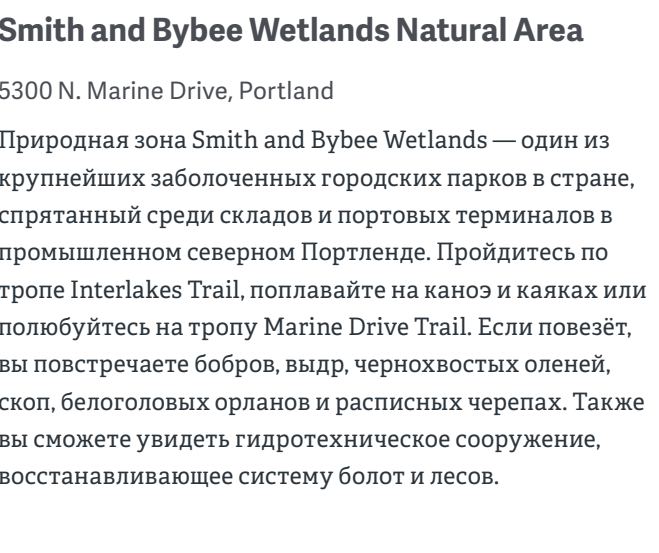 Smith and Bybee Wetlands Natural Area
5300 N. Marine Drive, Portland
Природная зона Smith and Bybee Wetlands — один из
крупнейших заболоченных городских парков в стране,
спрятанный среди складов и портовых терминалов в
промышленном северном Портленде. Пройдитесь по
тропе Interlakes Trail, поплавайте на каноэ и каяках или
полюбуйтесь на тропу Marine Drive Trail. Если повезёт,
вы повстречаете бобров, выдр, чернохвостых оленей,
скоп, белоголовых орланов и расписных черепах. Также
вы сможете увидеть гидротехническое сооружение,
восстанавливающее систему болот и лесов.